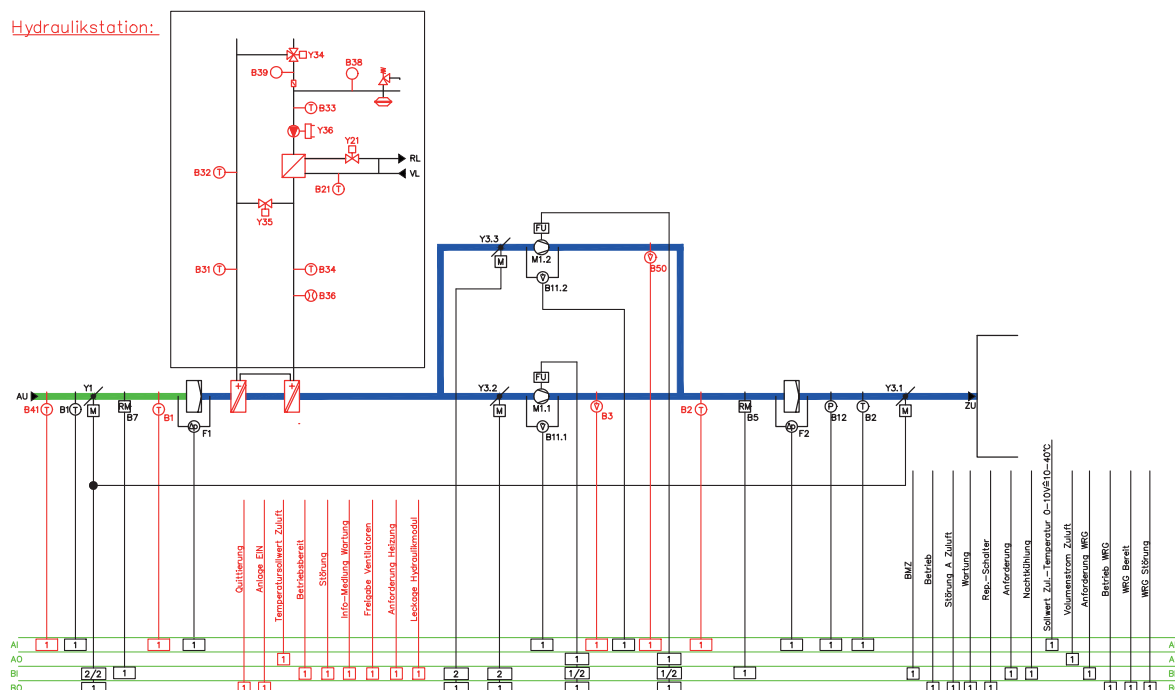 Hydraulikstation:
Y34
B39
B38
B33
Y36
Y21
RL
VL
B32
B21
Y35
B31
B34
B36
Y3.3
FU
M
M1.2
B11.2
B50
AU
Y1
B41
B1
M
RM
B7
B1
F1
Y3.2
M
FU
M1.1
B11.1
B3
B2
RM
B5
F2
P
B12
B2
Y3.1
M
ZU
Quittierung
Anlage EIN
Temperatursollwert Zuluft
Betriebsbereit
Störung
Info-Medlung Wartung
Freigabe Ventilatoren
Anforderung Heizung
Leckage Hydraulikmodul
BMZ
Betrieb
Störung A Zuluft
Wartung
Rep.-Schalter
Anforderung
Nachtkühlung
Sollwert Zul.-Temperatur 0-10V≙10-40°C
Volumenstrom Zuluft
Anforderung WRG
Betrieb WRG
WRG Bereit
WRG Störung
AI 1 1 1 1 1 1 1 1 1 1 1 1
AO 1 1 1 1 1
BI 2/2 1 1 1 1 1 1 1 2 2 1/2 1/2 1 1 1 1 1
BO 1 1 1 1 1 1 1 1 1 1 1 1 1 1